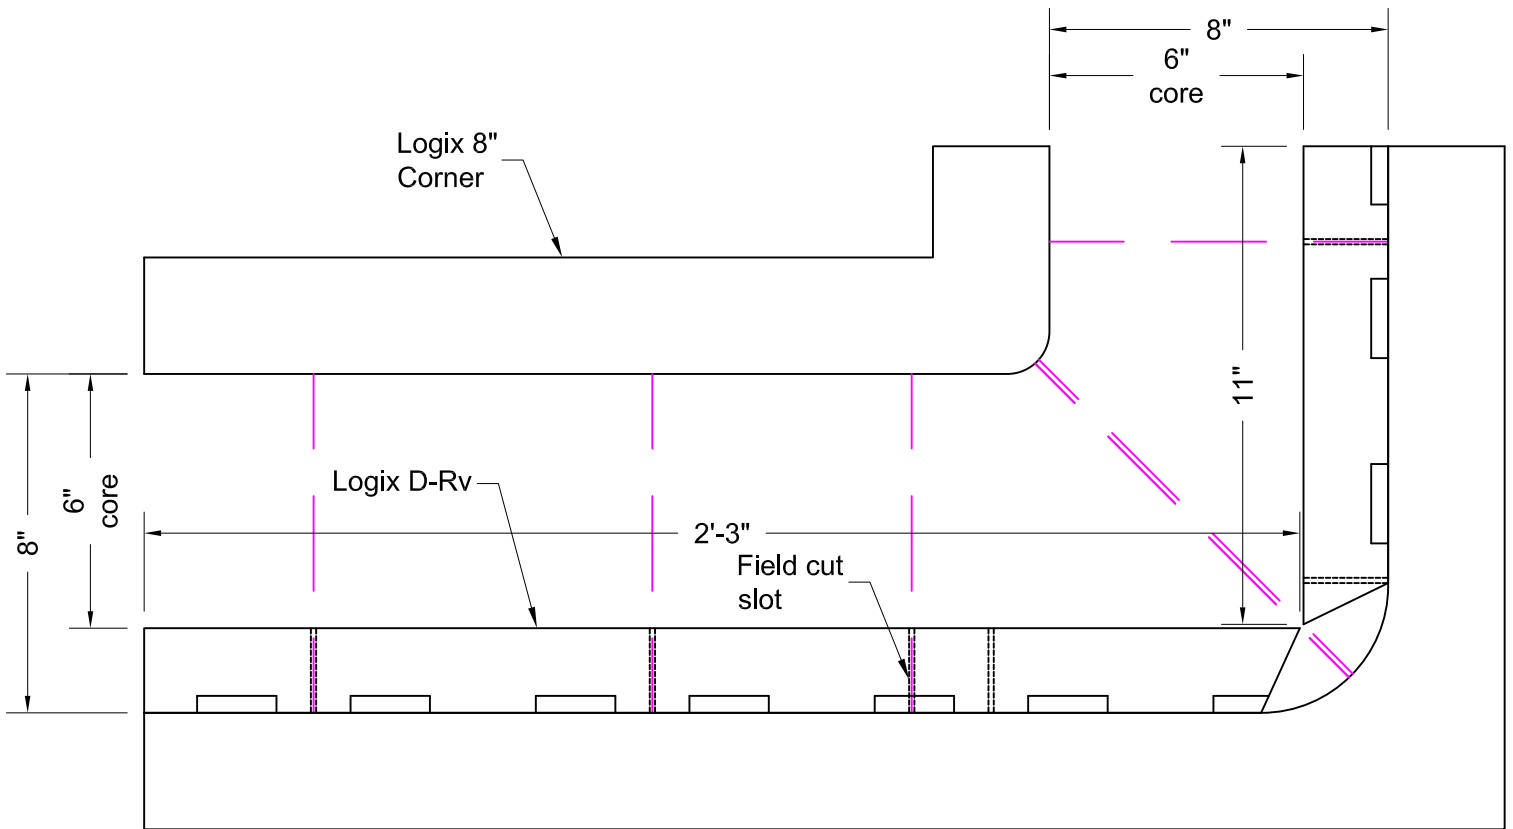 8"
6"
core
Logix 8"
Corner
11"
Logix D-Rv
6"
core
8"
2'-3"
Field cut
slot